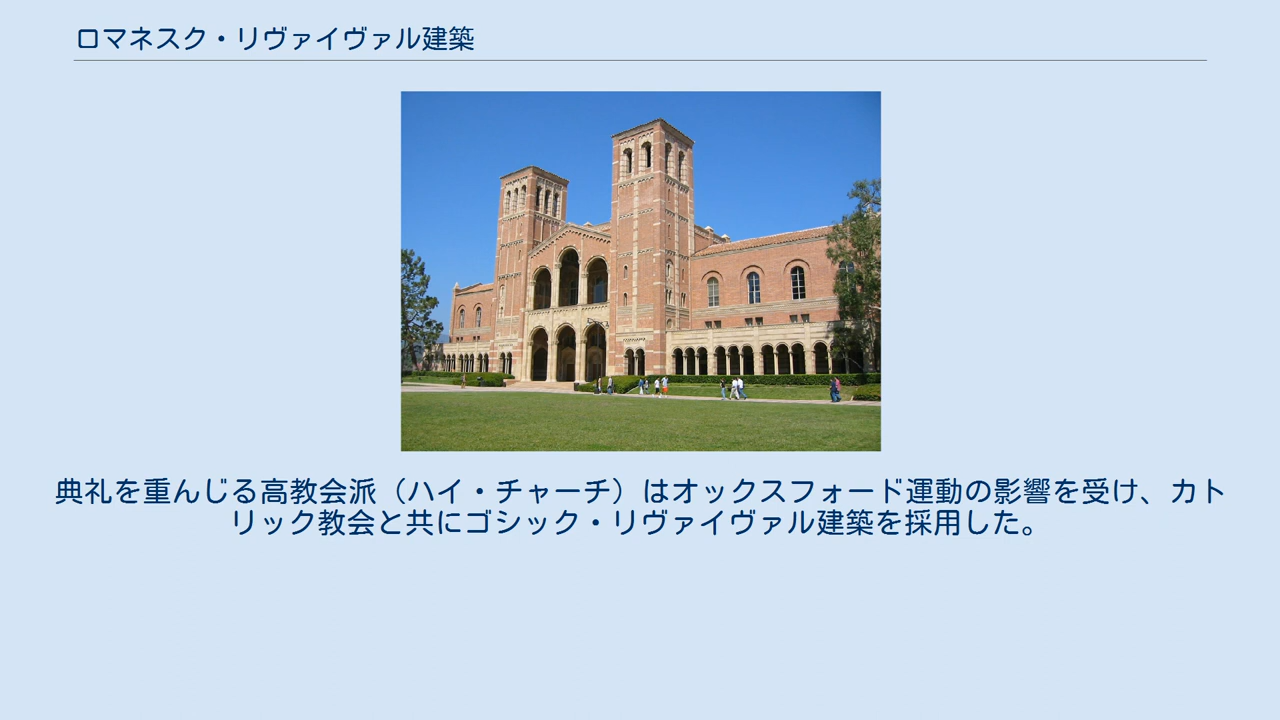 ロマネスク・リヴァイヴァル建築
典礼を重んじる高教会派（ハイ・チャーチ）はオックスフォード運動の影響を受け、カト
リック教会と共にゴシック・リヴァイヴァル建築を採用した。